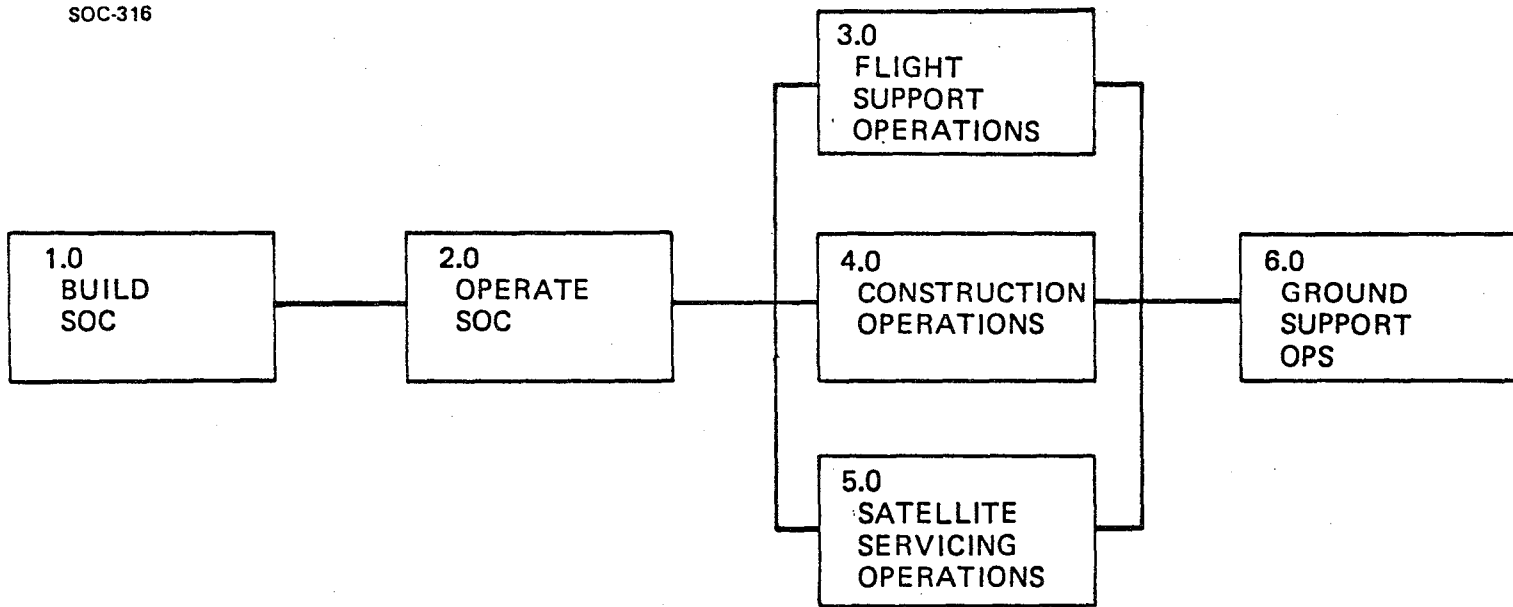 SOC-316
1.0
BUILD
SOC
2.0
OPERATE
SOC
3.0
FLIGHT
SUPPORT
OPERATIONS
4.0
CONSTRUCTION
OPERATIONS
5.0
SATELLITE
SERVICING
OPERATIONS
6.0
GROUND
SUPPORT
OPS